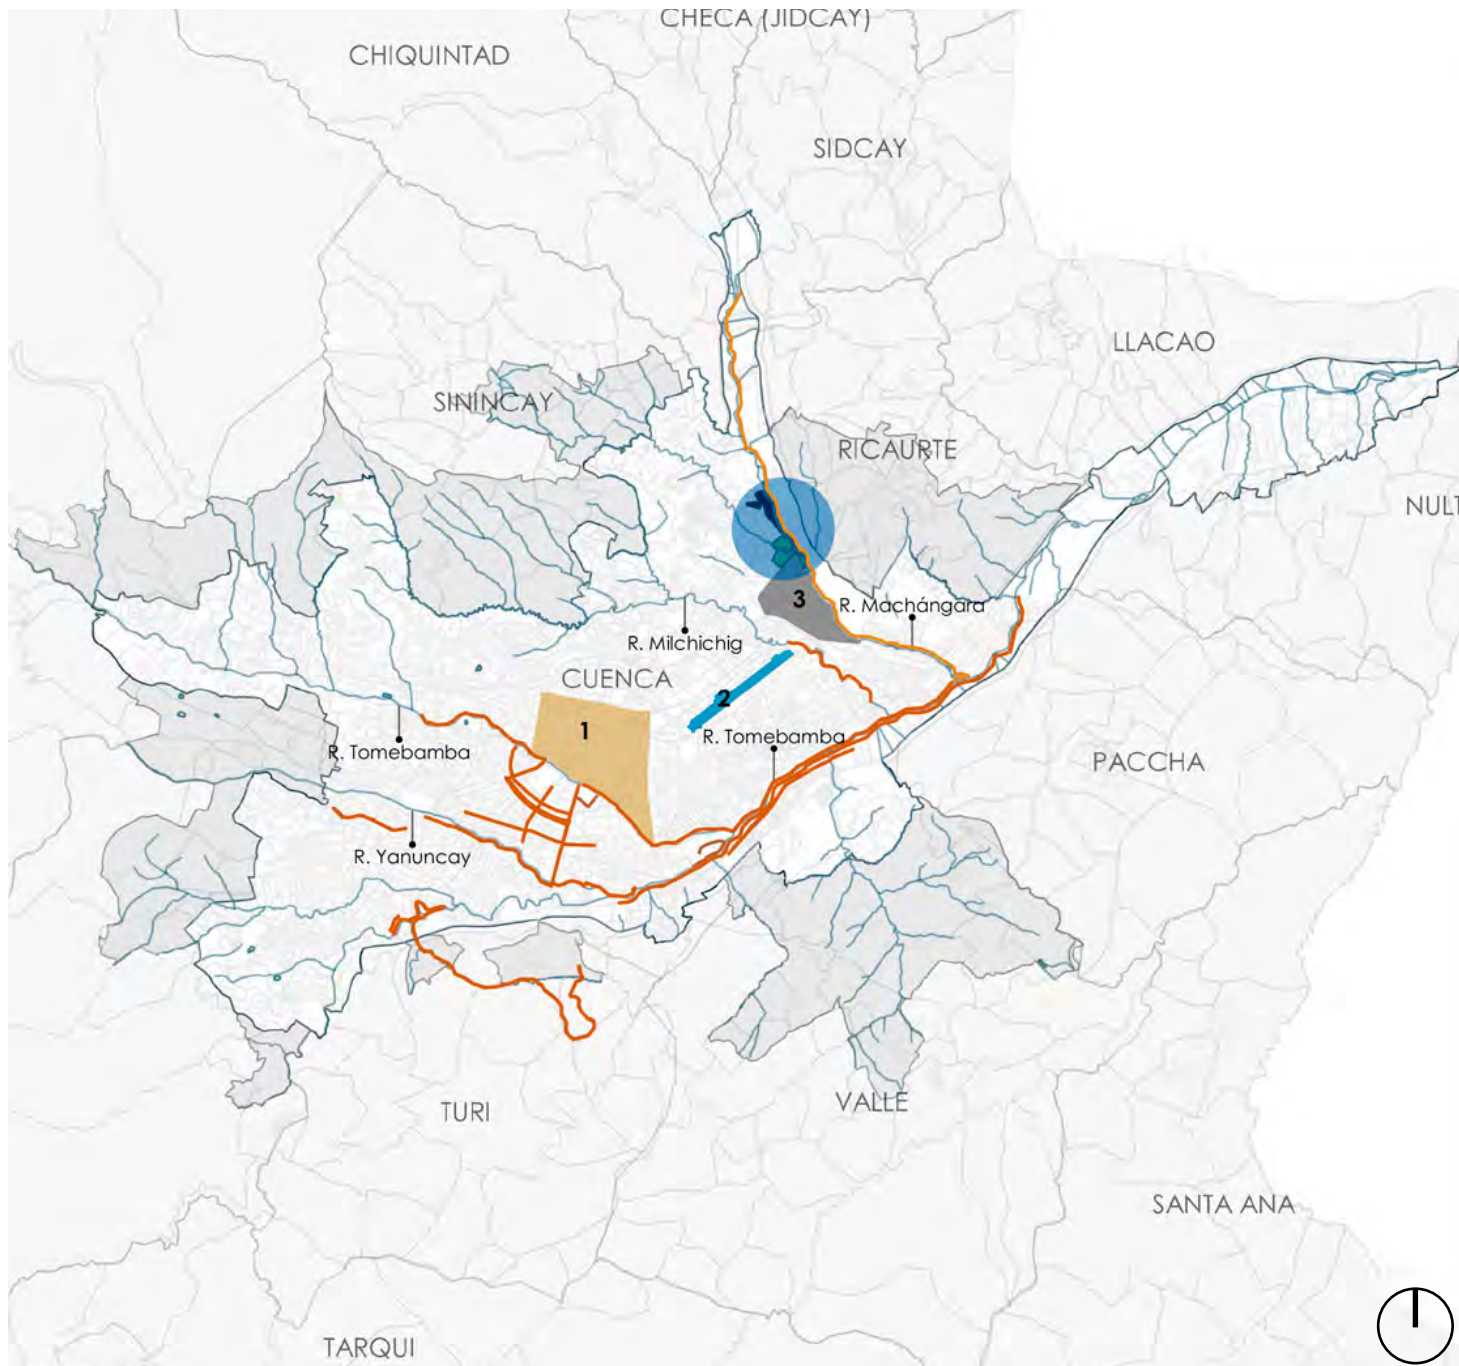 CHECA (JIDCAY)
CHIQUINTAD
SIDCAY
LLACAO
SININCAY
RICAURTE
NULT
3
R. Machángara
R. Milchichig
CUENCA
2
1
R. Tomebamba
R. Tomebamba
PACCHA
R. Yanuncay
TURI
VALLE
SANTA ANA
TARQUI